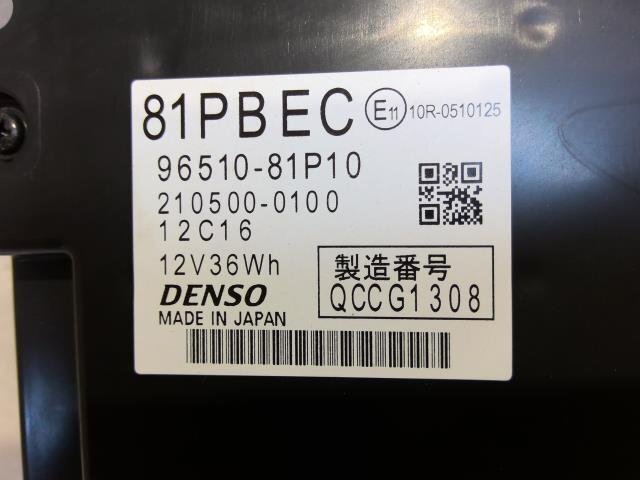 81PBEC E11 10R-0510125
96510-81P10
210500-0100
12C16
12V36Wh
DENSO
MADE IN JAPAN
製造番号
QCCG1308